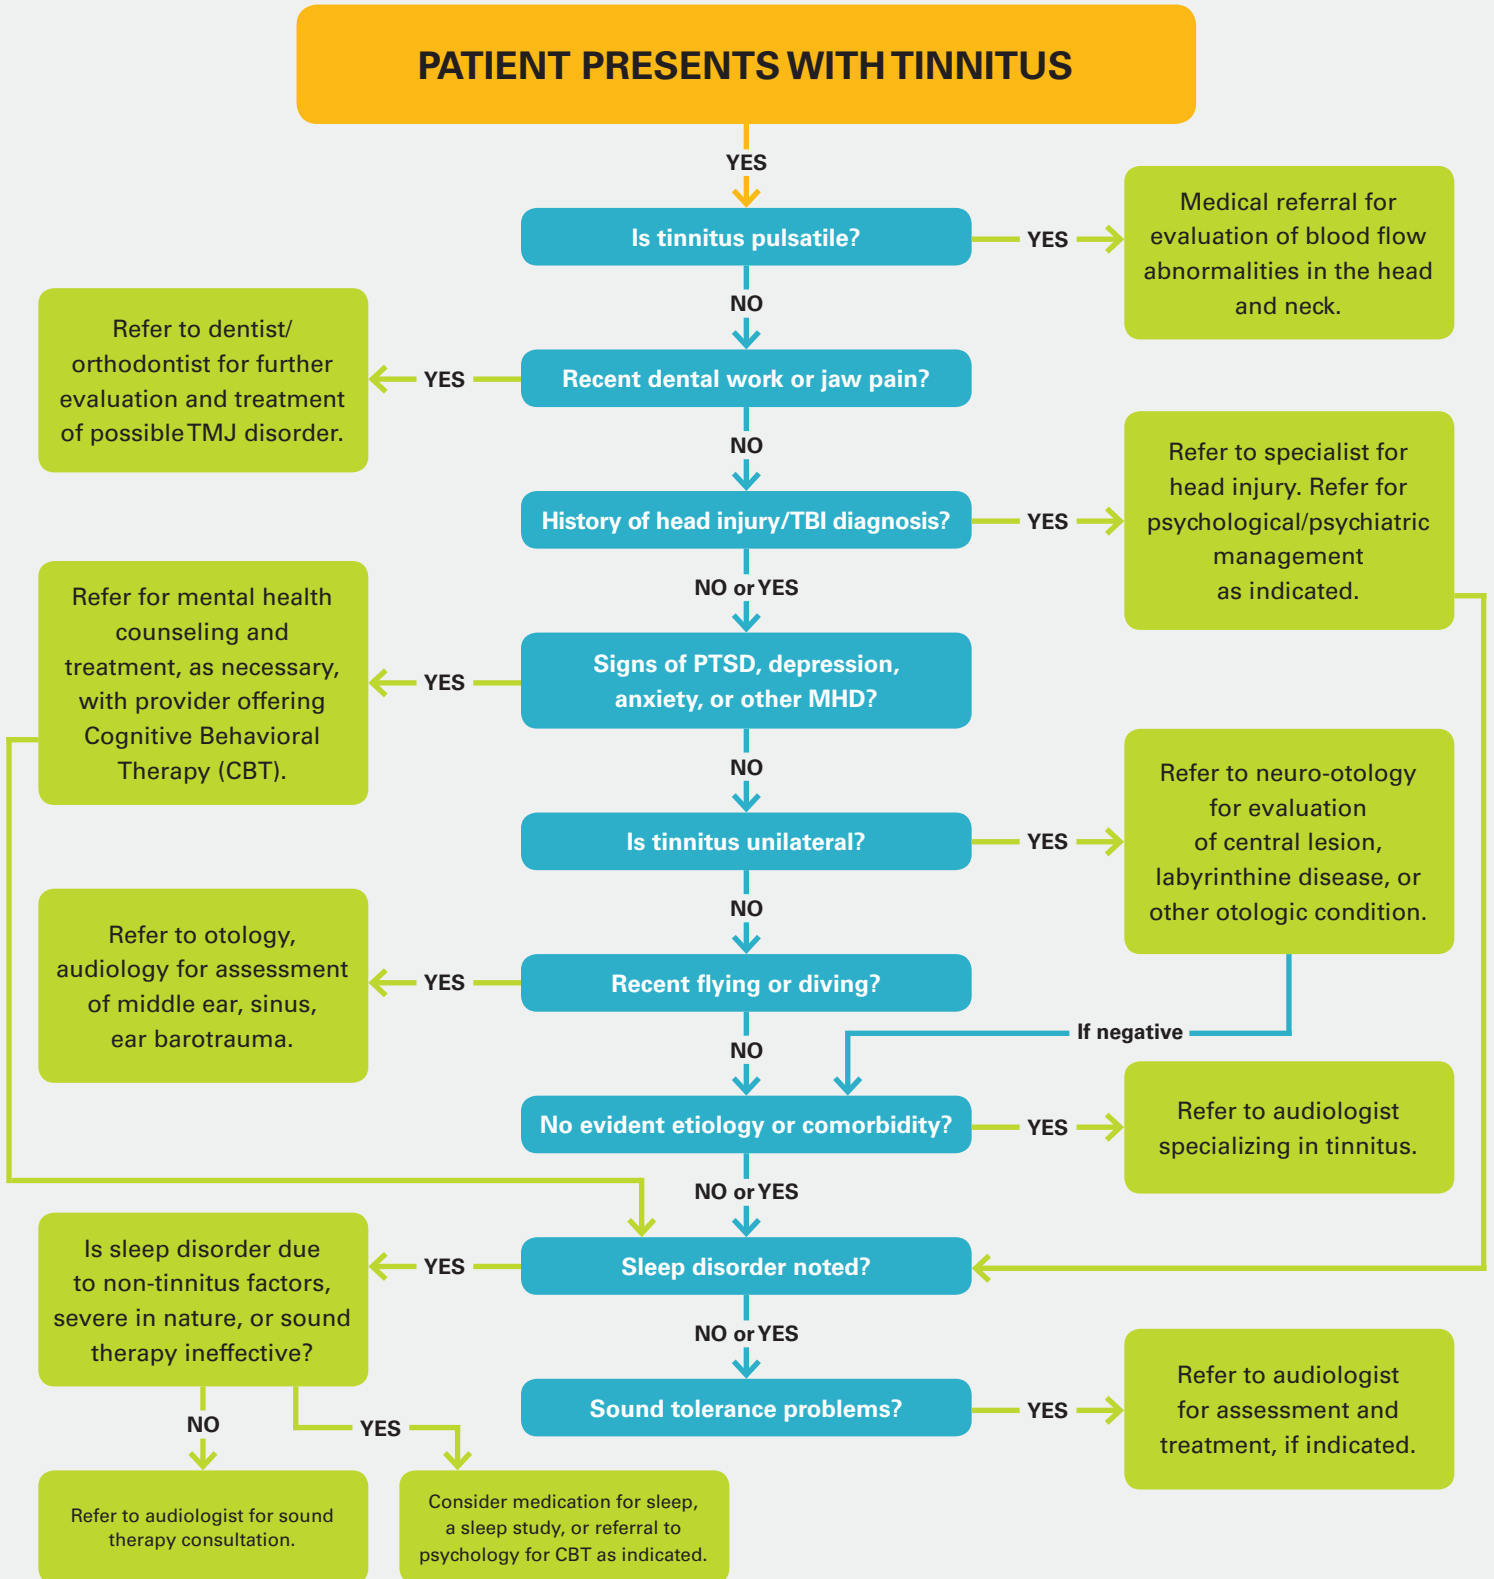 PATIENT PRESENTS WITH TINNITUS
YES
Is tinnitus pulsatile?
YES
Medical referral for
evaluation of blood flow
abnormalities in the head
and neck.
NO
Refer to dentist/
orthodontist for further
evaluation and treatment
of possible TMJ disorder.
YES
Recent dental work or jaw pain?
NO
History of head injury/TBI diagnosis?
YES
Refer to specialist for
head injury. Refer for
psychological/psychiatric
management
as indicated.
NO or YES
Refer for mental health
counseling and
treatment, as necessary,
with provider offering
Cognitive Behavioral
Therapy (CBT).
YES
Signs of PTSD, depression,
anxiety, or other MHD?
NO
Is tinnitus unilateral?
YES
Refer to neuro-otology
for evaluation
of central lesion,
labyrinthine disease, or
other otologic condition.
NO
Refer to otology,
audiology for assessment
of middle ear, sinus,
ear barotrauma.
YES
Recent flying or diving?
If negative
NO
No evident etiology or comorbidity?
YES
Refer to audiologist
specializing in tinnitus.
NO or YES
Is sleep disorder due
to non-tinnitus factors,
severe in nature, or sound
therapy ineffective?
YES
Sleep disorder noted?
NO or YES
Sound tolerance problems?
YES
Refer to audiologist
for assessment and
treatment, if indicated.
NO
YES
Refer to audiologist for sound
therapy consultation.
Consider medication for sleep,
a sleep study, or referral to
psychology for CBT as indicated.